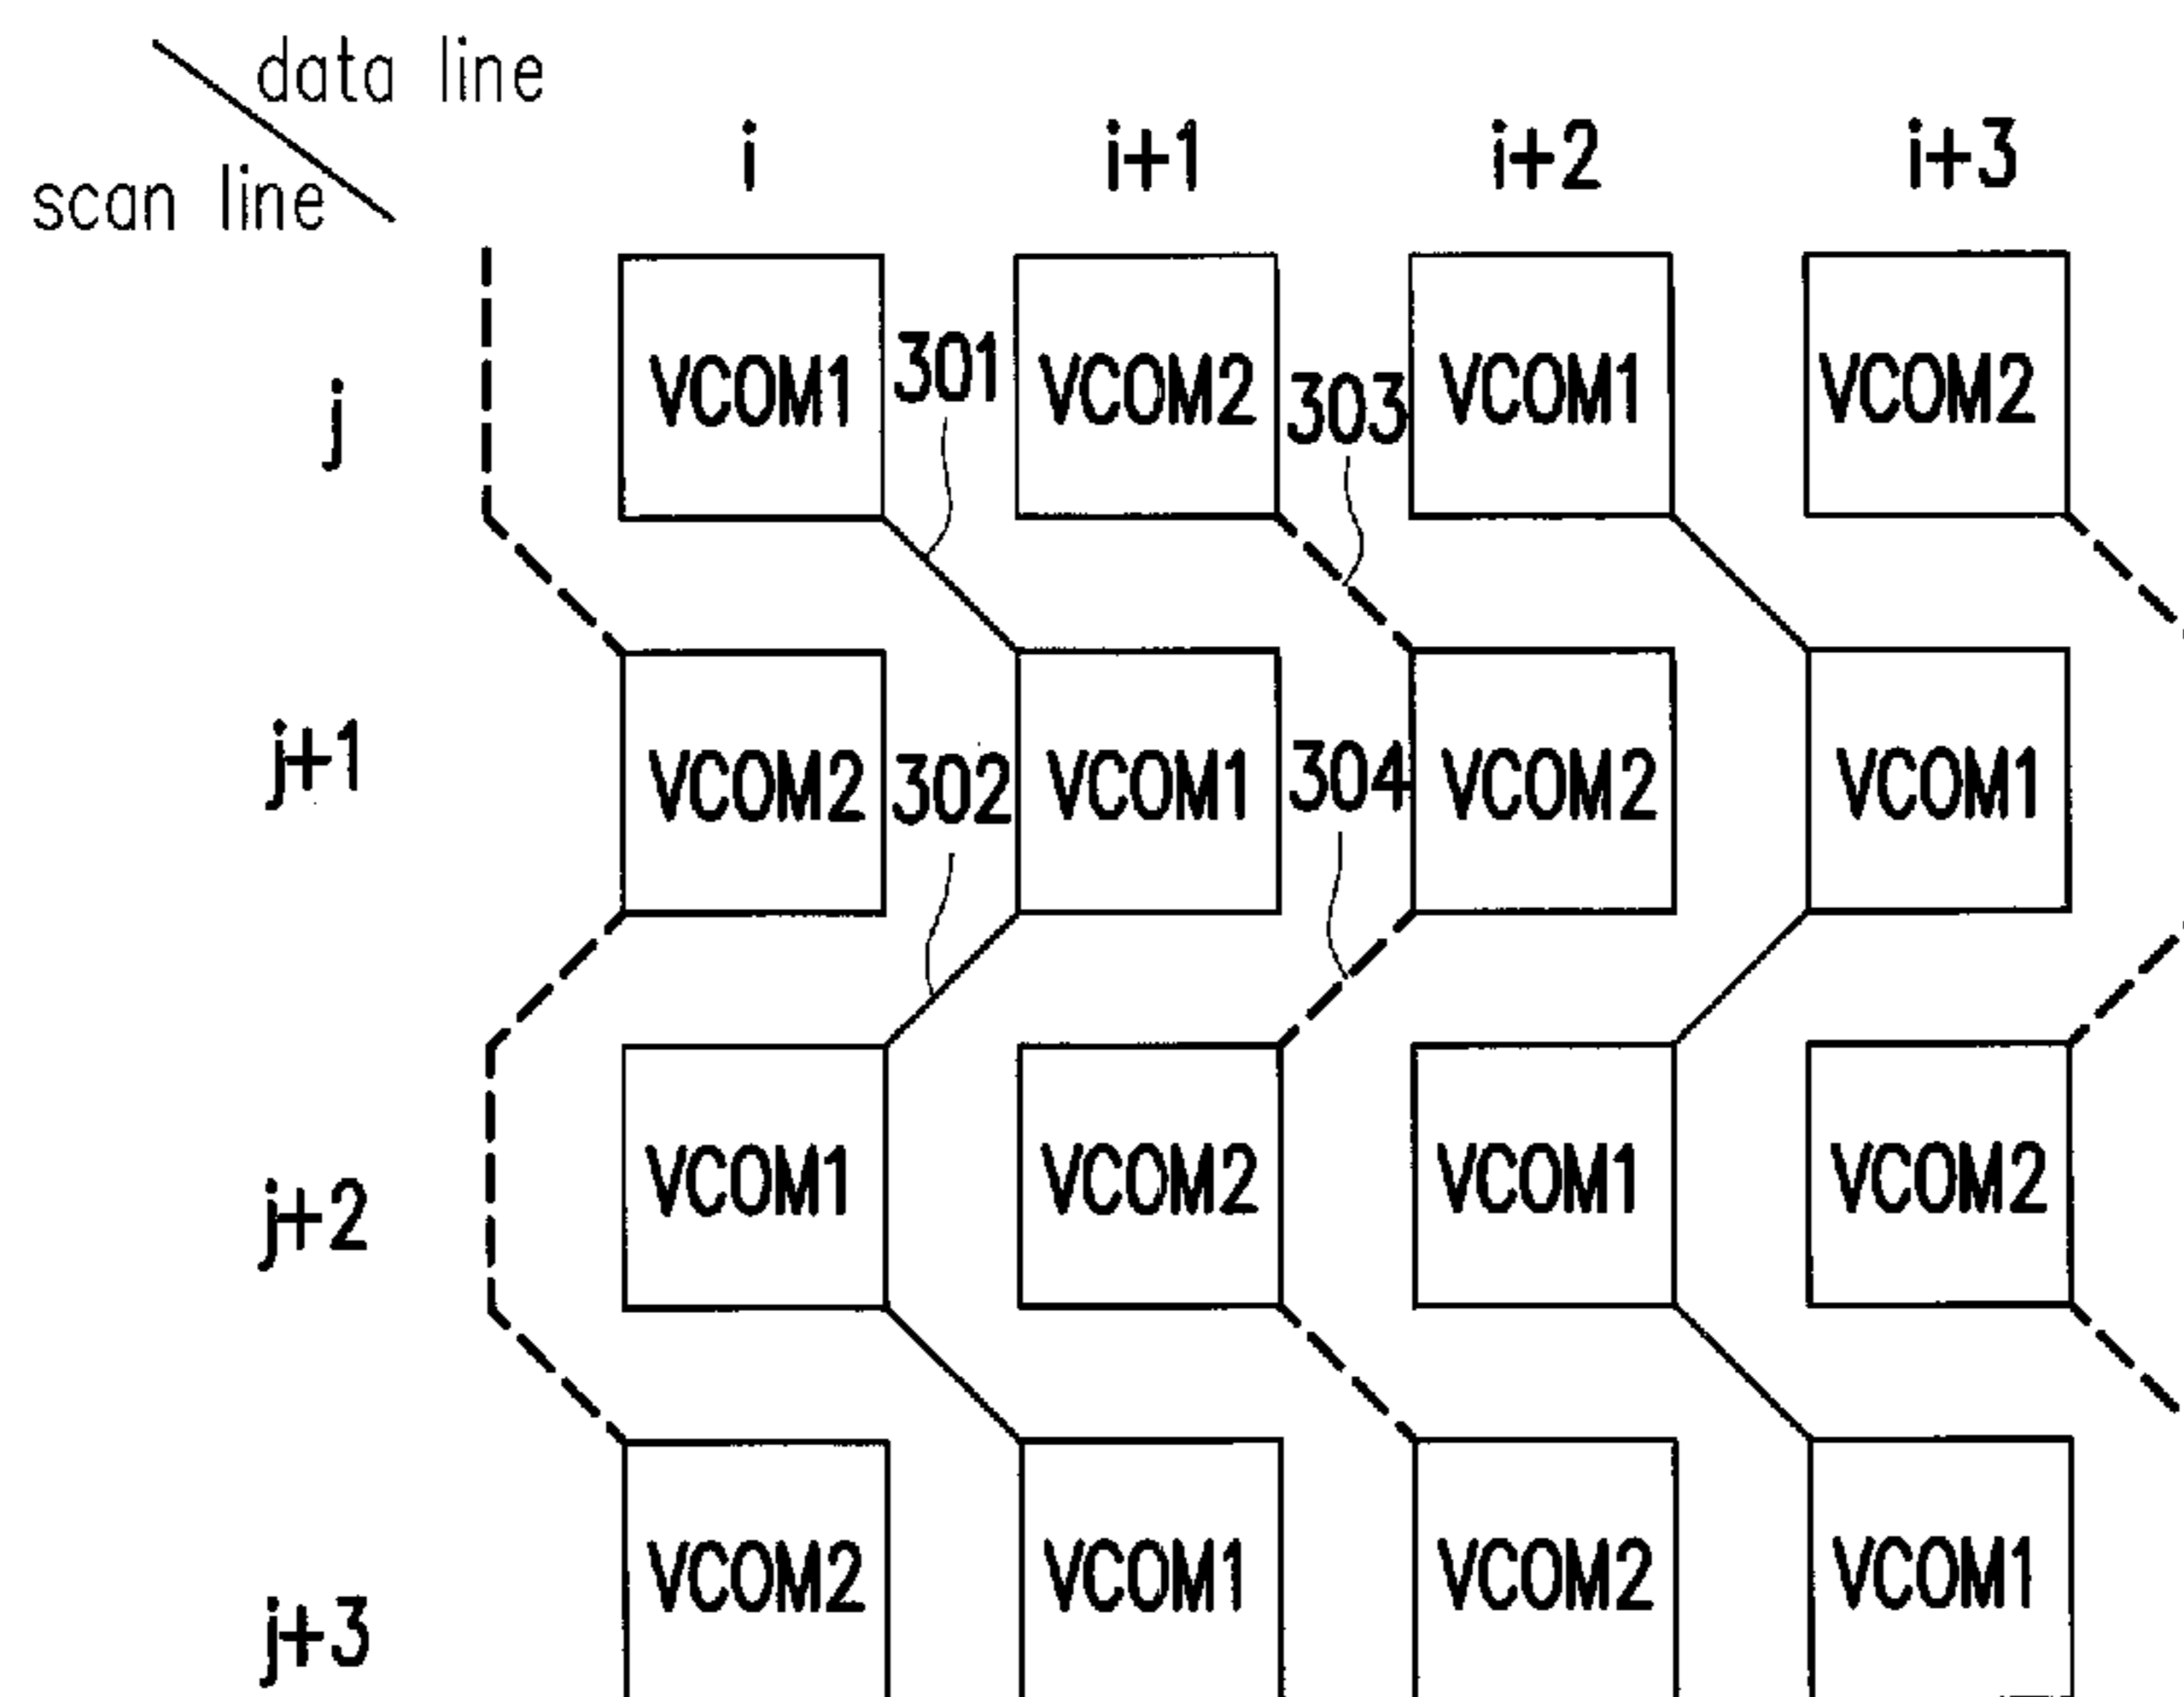 data line
scan line
i i+1 i+2 i+3
j VCOM1 301 VCOM2 303 VCOM1 VCOM2
j+1 VCOM2 302 VCOM1 304 VCOM2 VCOM1
j+2 VCOM1 VCOM2 VCOM1 VCOM2
j+3 VCOM2 VCOM1 VCOM2 VCOM1